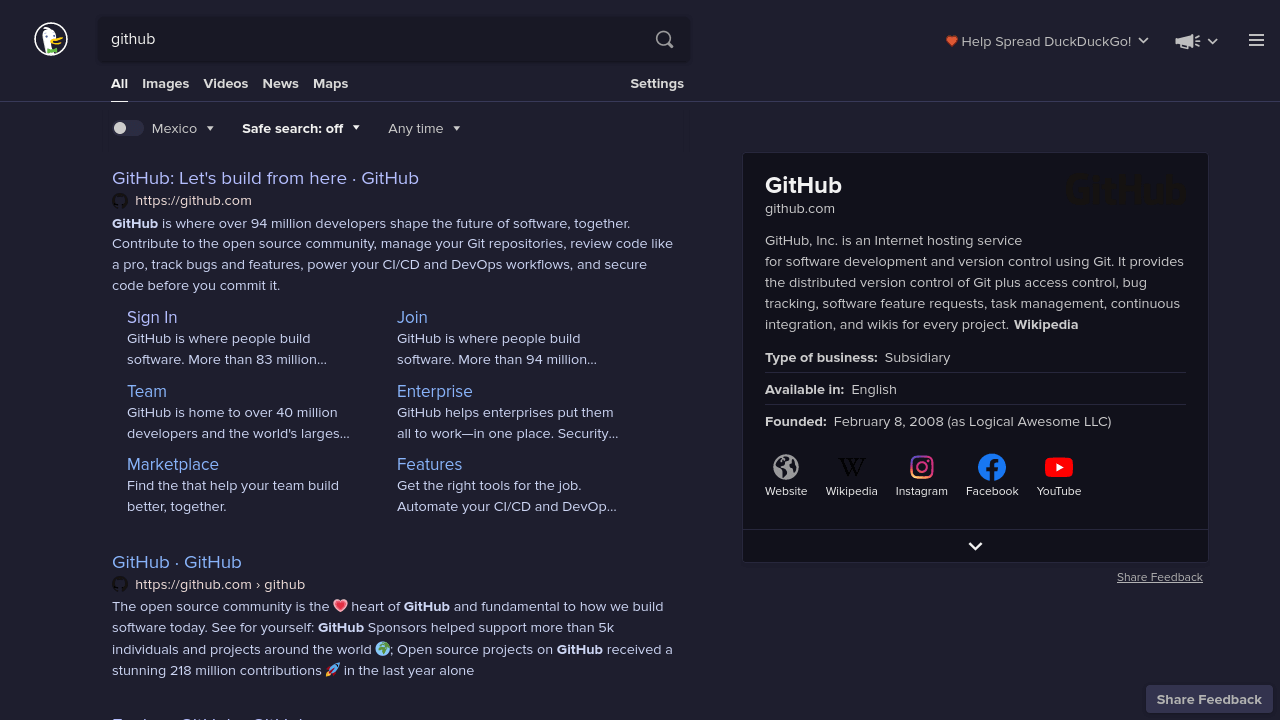 github
Help Spread DuckDuckGo!
All Images Videos News Maps Settings
Mexico Safe search: off Any time
GitHub: Let's build from here · GitHub
https://github.com
GitHub is where over 94 million developers shape the future of software, together.
Contribute to the open source community, manage your Git repositories, review code like
a pro, track bugs and features, power your CI/CD and DevOps workflows, and secure
code before you commit it.
Sign In
GitHub is where people build
software. More than 83 million...
Join
GitHub is where people build
software. More than 94 million...
Team
GitHub is home to over 40 million
developers and the world's larges...
Enterprise
GitHub helps enterprises put them
all to work—in one place. Security...
Marketplace
Find the that help your team build
better, together.
Features
Get the right tools for the job.
Automate your CI/CD and DevOp...
GitHub · GitHub
https://github.com › github
The open source community is the 💗 heart of GitHub and fundamental to how we build
software today. See for yourself: GitHub Sponsors helped support more than 5k
individuals and projects around the world 🌍; Open source projects on GitHub received a
stunning 218 million contributions 🚀 in the last year alone
GitHub
GitHub
github.com
GitHub, Inc. is an Internet hosting service
for software development and version control using Git. It provides
the distributed version control of Git plus access control, bug
tracking, software feature requests, task management, continuous
integration, and wikis for every project. Wikipedia
Type of business: Subsidiary
Available in: English
Founded: February 8, 2008 (as Logical Awesome LLC)
W
Website Wikipedia Instagram Facebook YouTube
Share Feedback
Share Feedback